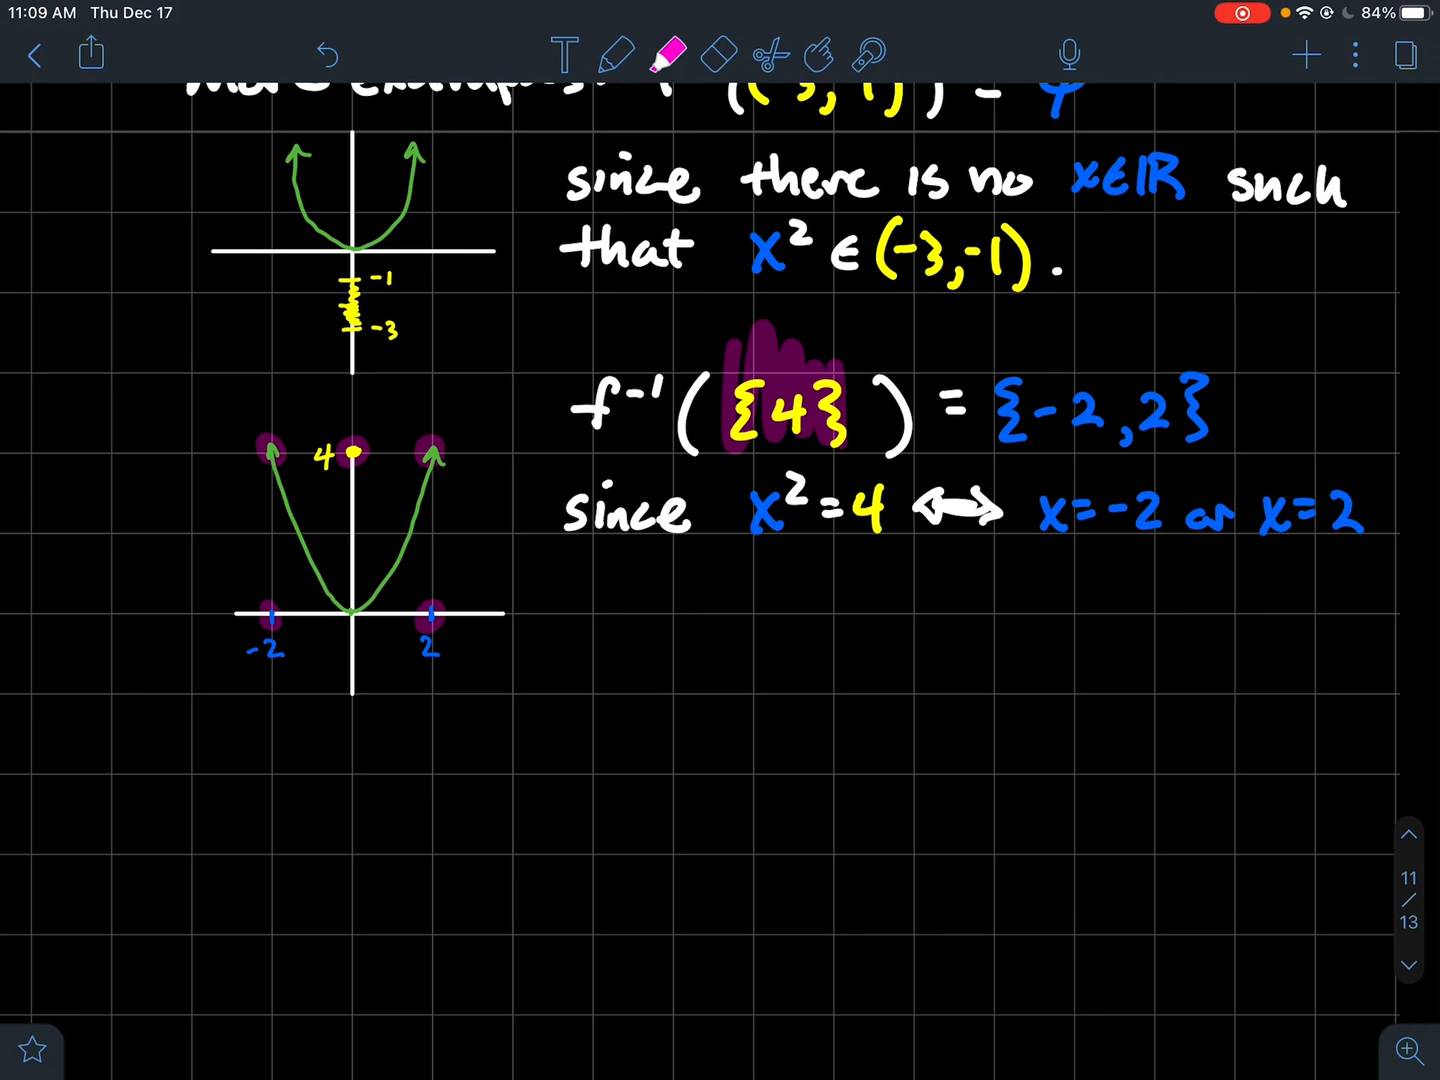 11:09 AM Thu Dec 17
84%
T
-1
-3
since there is no x∈ℝ such
that x² ∈ (-3,-1).
f⁻¹( {4} ) = {-2,2}
4
since x²=4 ⟷ x=-2 or x=2
-2 2
11
/
13